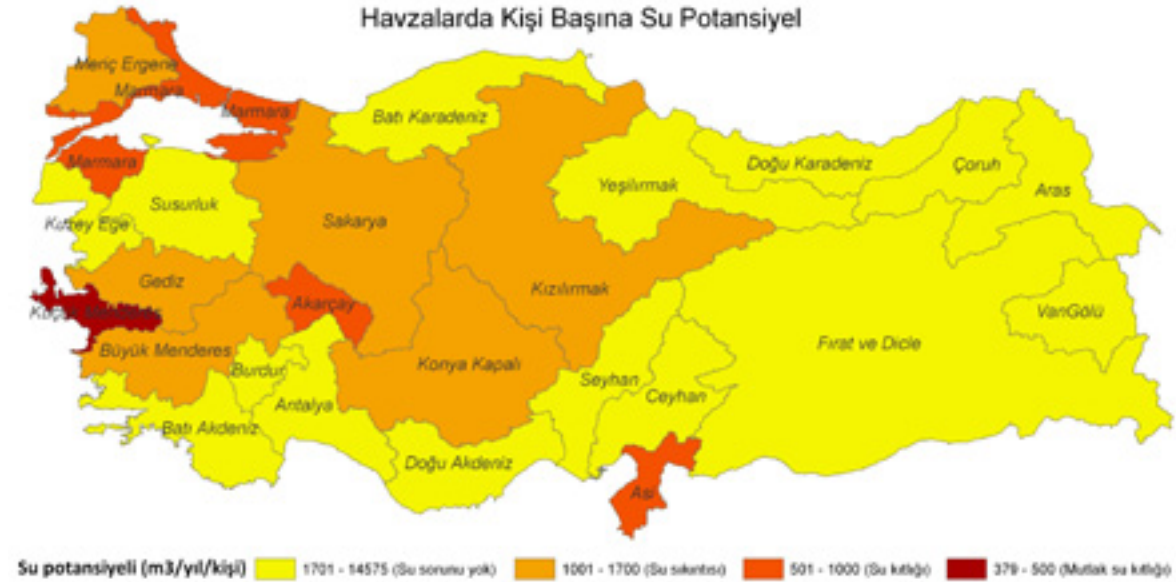 Havzalarda Kişi Başına Su Potansiyel
Meriç Ergene
Marmara
Marmara
Marmara
Batı Karadeniz
Doğu Karadeniz
Çoruh
Aras
Yeşilırmak
Susurluk
Kuzey Ege
Sakarya
Gediz
Akarçay
Kızılırmak
VanGölü
Küçük Menderes
Büyük Menderes
Burdur
Konya Kapalı
Fırat ve Dicle
Seyhan
Ceyhan
Antalya
Batı Akdeniz
Doğu Akdeniz
Asi
Su potansiyeli (m3/yıl/kişi) 1701 - 14575 (Su sorunu yok) 1001 - 1700 (Su sıkıntısı) 501 - 1000 (Su kıtlığı) 379 - 500 (Mutlak su kıtlığı)